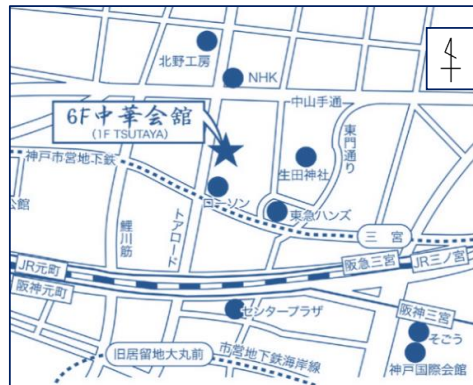 北野工房
NHK
中山手通
6F中華会館
(1F TSUTAYA)
東門通り
生田神社
神戸市営地下鉄
公館
ローソン
東急ハンズ
三 宮
鯉川筋
トアロード
JR元町
阪急三宮
JR三ノ宮
阪神元町
阪神三宮
センタープラザ
そごう
旧居留地大丸前
市営地下鉄海岸線
神戸国際会館